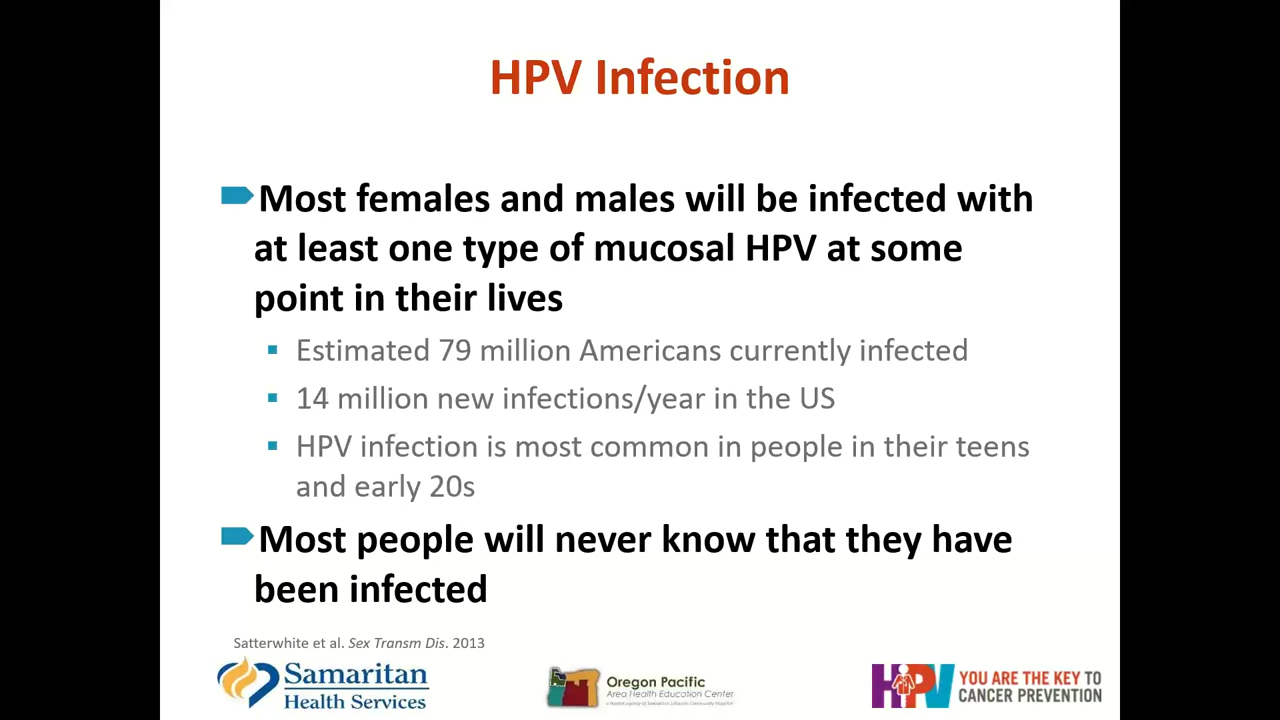 HPV Infection
Most females and males will be infected with
at least one type of mucosal HPV at some
point in their lives
Estimated 79 million Americans currently infected
14 million new infections/year in the US
HPV infection is most common in people in their teens
and early 20s
Most people will never know that they have
been infected
Satterwhite et al. Sex Transm Dis. 2013
Samaritan
Health Services
Oregon Pacific
Area Health Education Center
HPV
YOU ARE THE KEY TO
CANCER PREVENTION